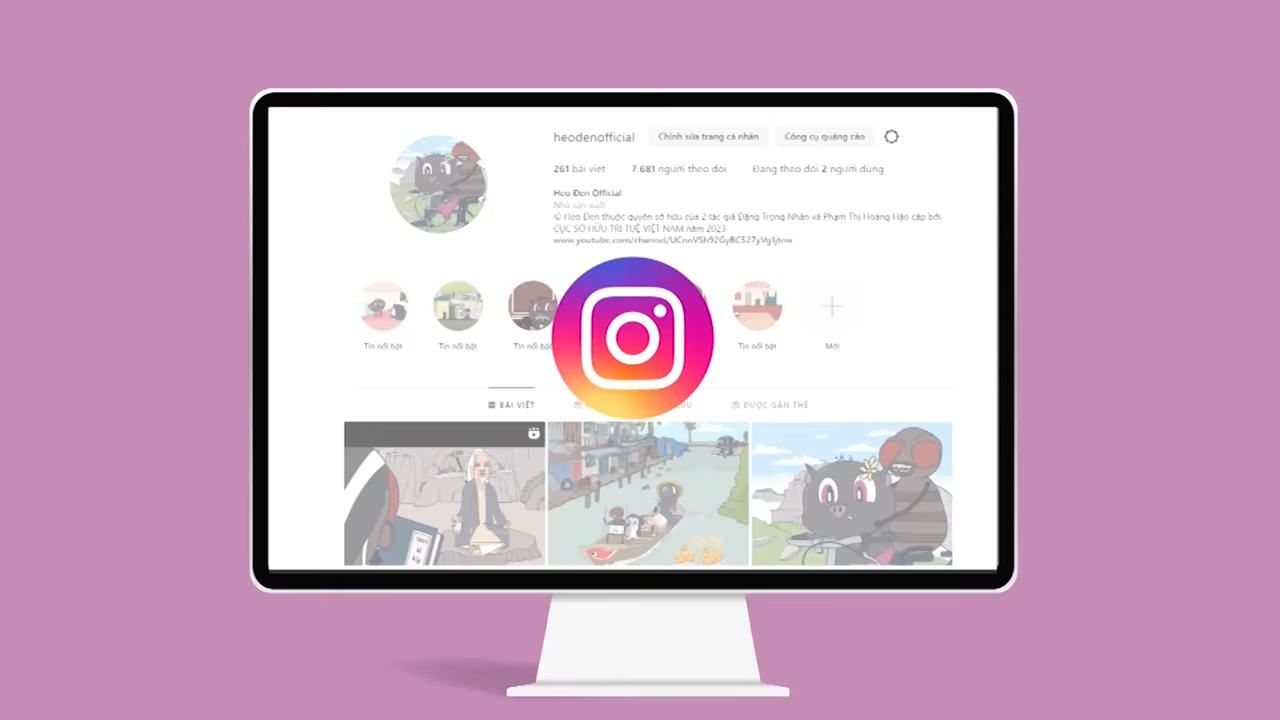 heodenofficial Chỉnh sửa trang cá nhân Công cụ quảng cáo
261 bài viết 7.681 người theo dõi Đang theo dõi 2 người dùng
Heo Đen Official
Nhà sản xuất
© Heo Đen thuộc quyền sở hữu của 2 tác giả Đặng Trọng Nhân và Phạm Thị Hoàng Hảo cấp bởi
CỤC SỞ HỮU TRÍ TUỆ VIỆT NAM năm 2023
Tin nổi bật Tin nổi bật Tin nổi bật Tin nổi bật Mới
BÀI VIẾT ĐƯỢC GẮN THẺ